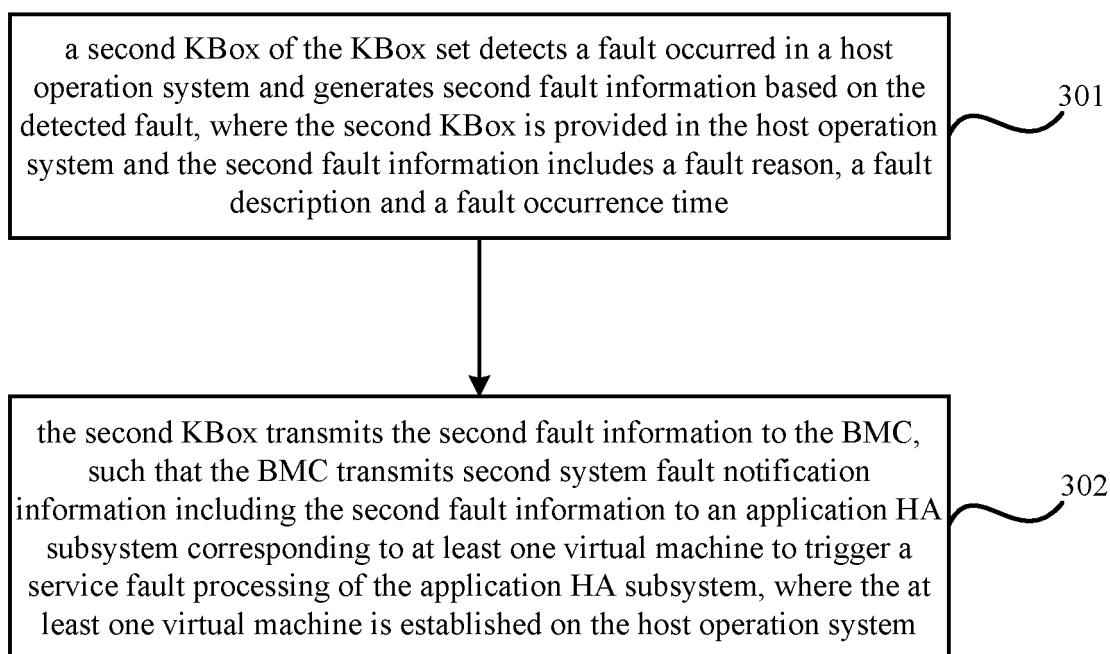 a second KBox of the KBox set detects a fault occurred in a host
operation system and generates second fault information based on the
detected fault, where the second KBox is provided in the host operation
system and the second fault information includes a fault reason, a fault
description and a fault occurrence time
301
the second KBox transmits the second fault information to the BMC,
such that the BMC transmits second system fault notification
information including the second fault information to an application HA
subsystem corresponding to at least one virtual machine to trigger a
service fault processing of the application HA subsystem, where the at
least one virtual machine is established on the host operation system
302